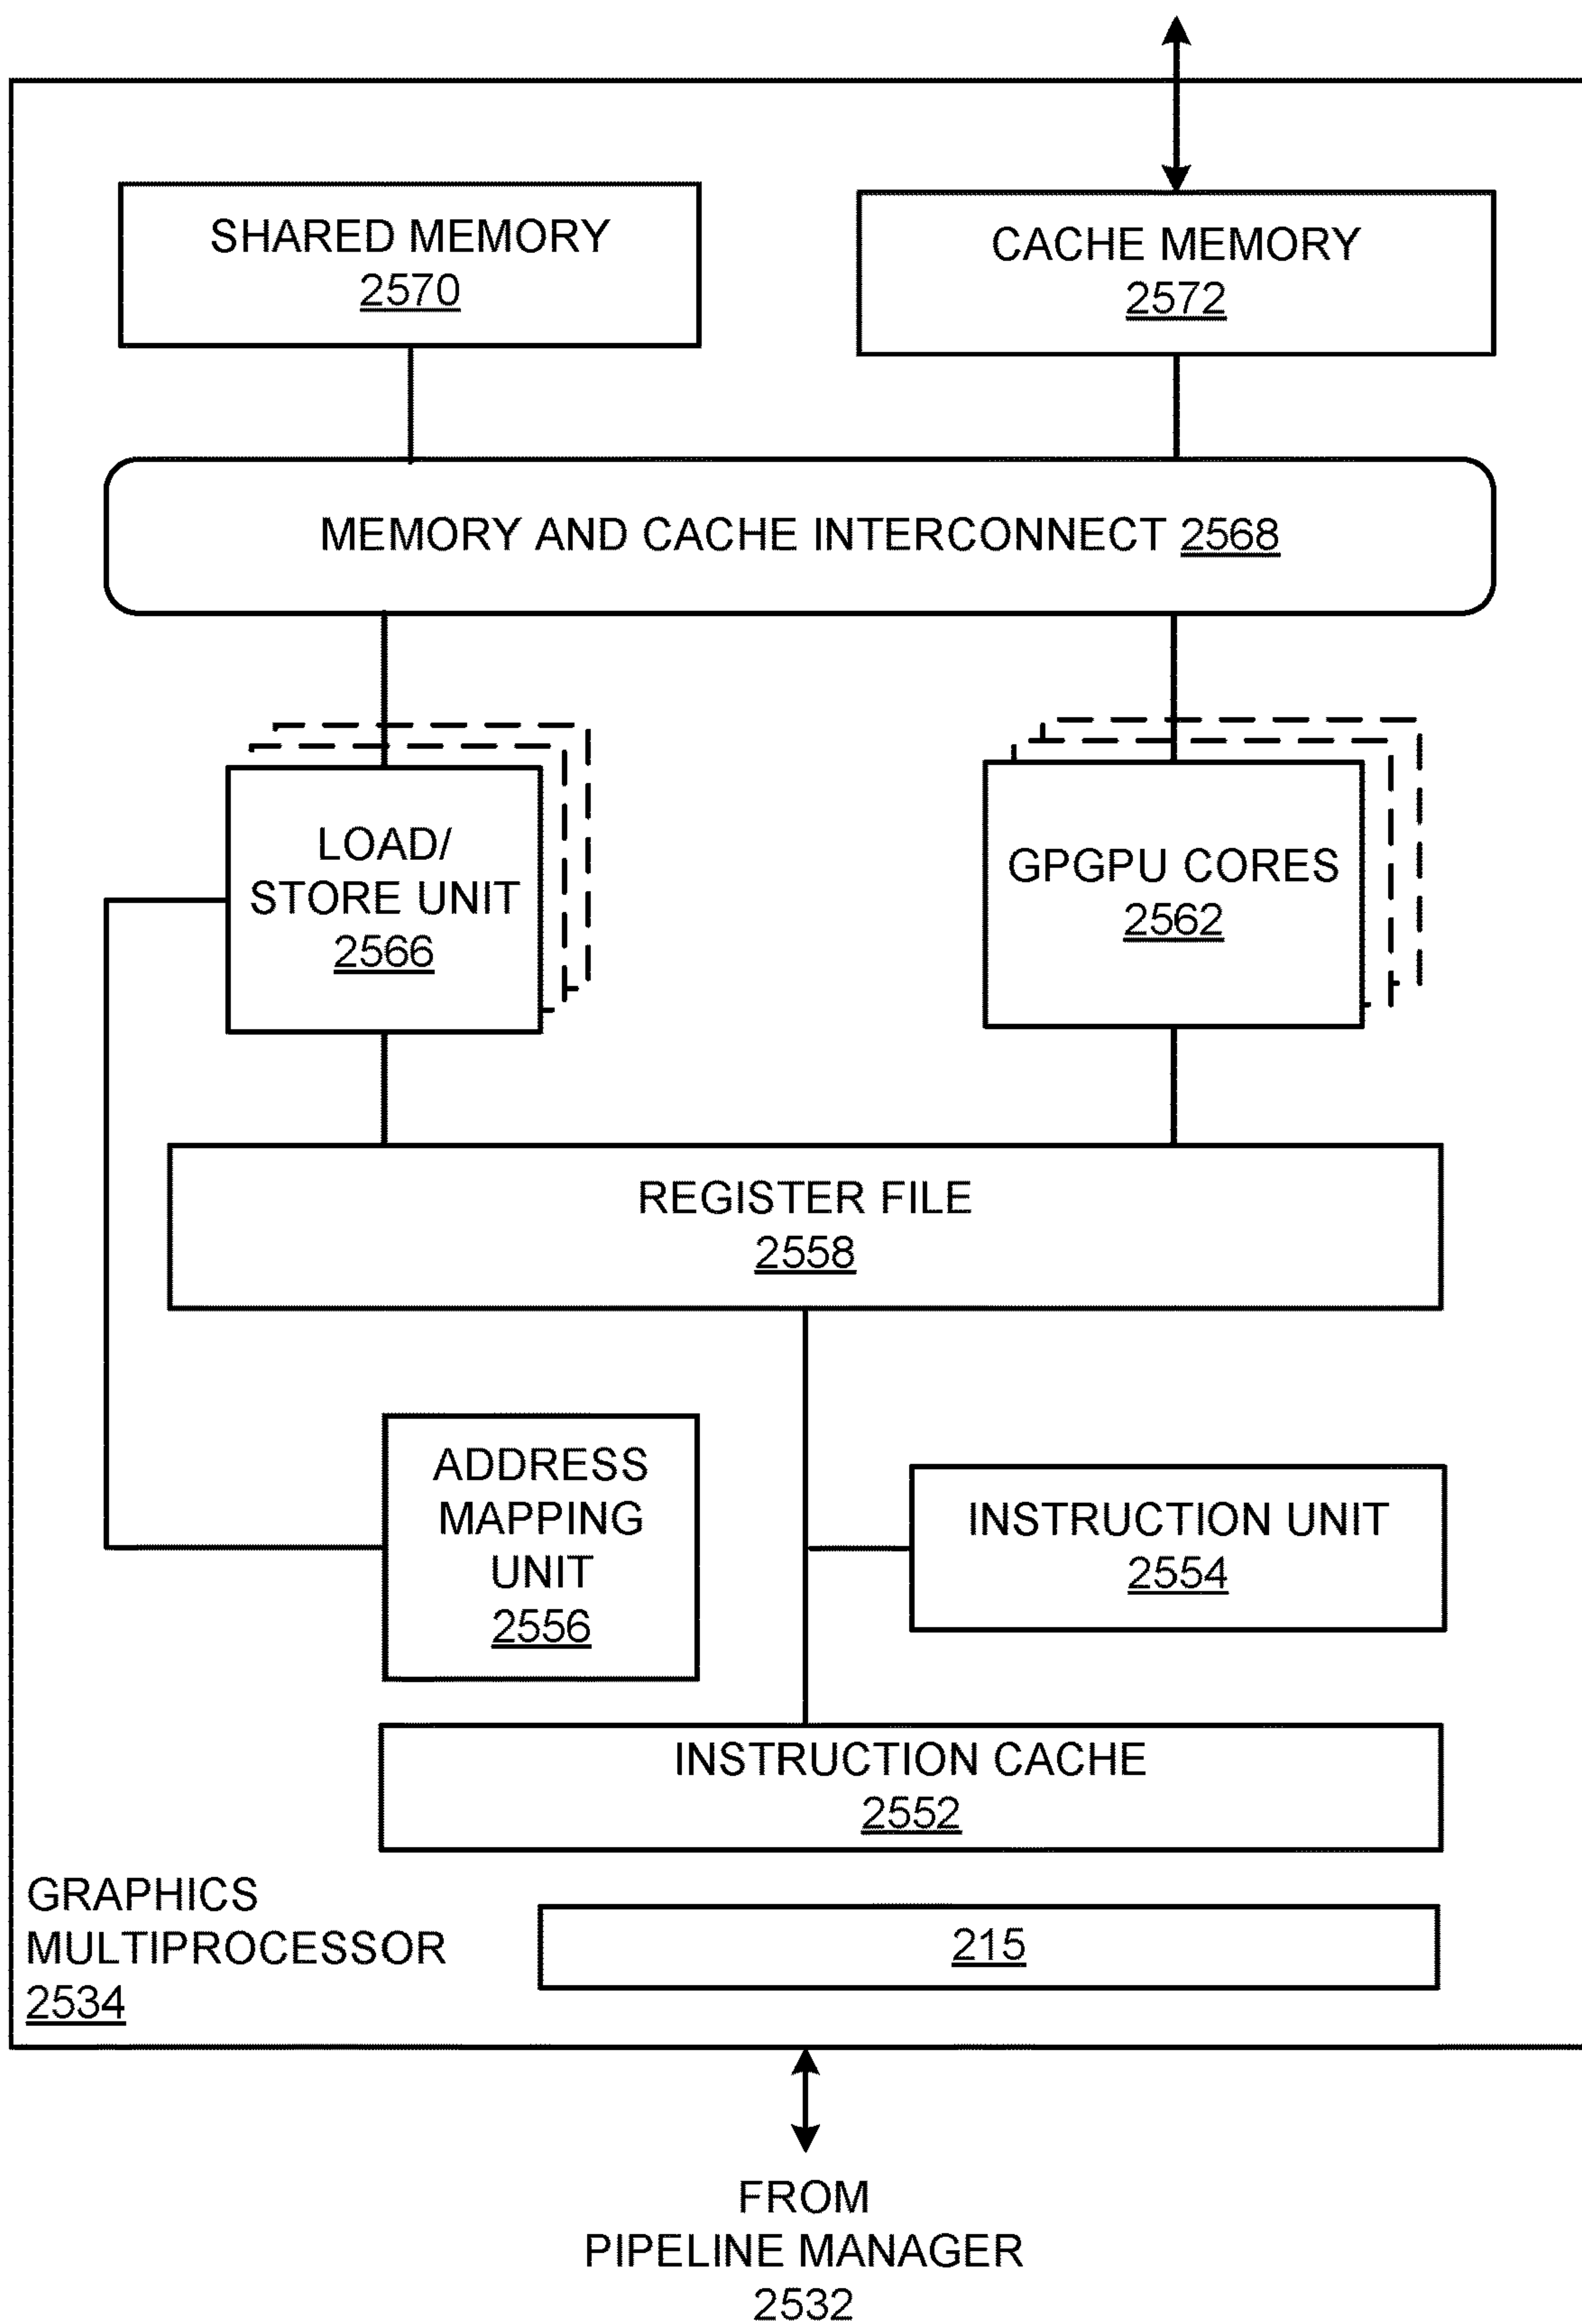 SHARED MEMORY
2570
CACHE MEMORY
2572
MEMORY AND CACHE INTERCONNECT 2568
LOAD/
STORE UNIT
2566
GPGPU CORES
2562
REGISTER FILE
2558
ADDRESS
MAPPING
UNIT
2556
INSTRUCTION UNIT
2554
INSTRUCTION CACHE
2552
GRAPHICS
MULTIPROCESSOR
2534
215
FROM
PIPELINE MANAGER
2532